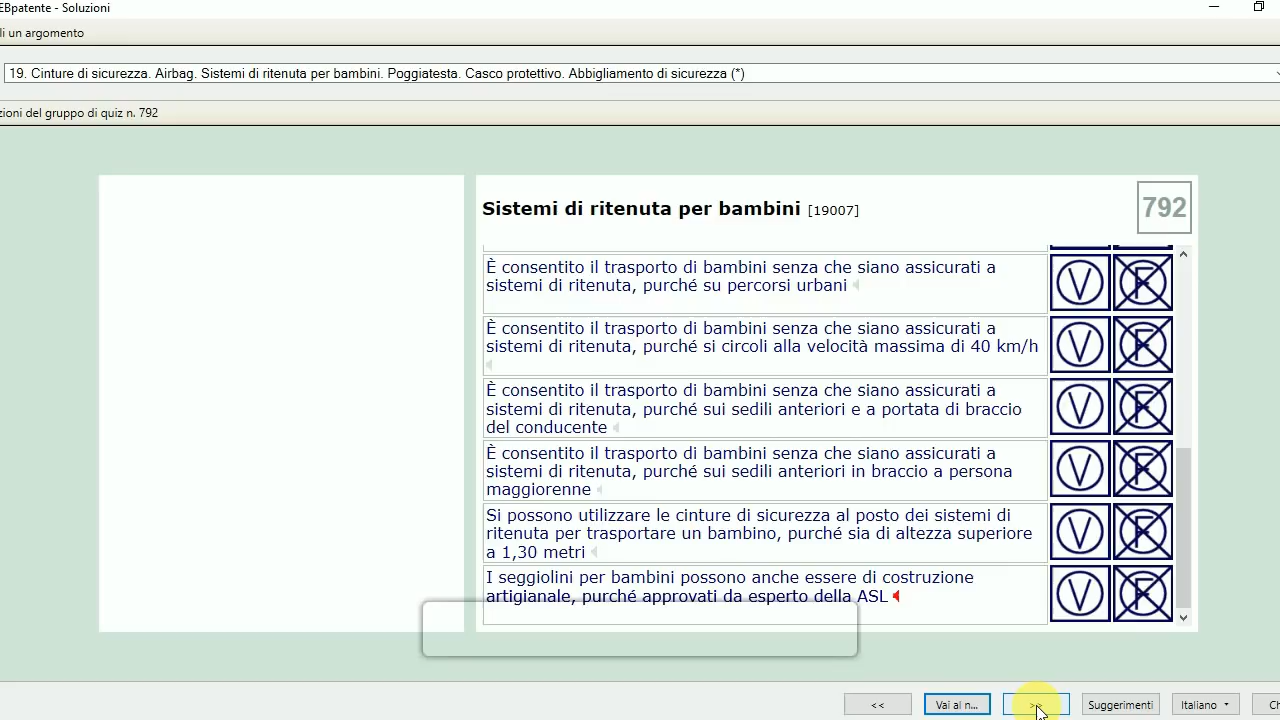 EBpatente - Soluzioni
li un argomento
19. Cinture di sicurezza. Airbag. Sistemi di ritenuta per bambini. Poggiatesta. Casco protettivo. Abbigliamento di sicurezza (*)
zioni del gruppo di quiz n. 792
Sistemi di ritenuta per bambini [19007]
792
È consentito il trasporto di bambini senza che siano assicurati a
sistemi di ritenuta, purché su percorsi urbani
V F
È consentito il trasporto di bambini senza che siano assicurati a
sistemi di ritenuta, purché si circoli alla velocità massima di 40 km/h
V F
È consentito il trasporto di bambini senza che siano assicurati a
sistemi di ritenuta, purché sui sedili anteriori e a portata di braccio
del conducente
V F
È consentito il trasporto di bambini senza che siano assicurati a
sistemi di ritenuta, purché sui sedili anteriori in braccio a persona
maggiorenne
V F
Si possono utilizzare le cinture di sicurezza al posto dei sistemi di
ritenuta per trasportare un bambino, purché sia di altezza superiore
a 1,30 metri
V F
I seggiolini per bambini possono anche essere di costruzione
artigianale, purché approvati da esperto della ASL
V F
<< Vai al n... >> Suggerimenti Italiano Ch